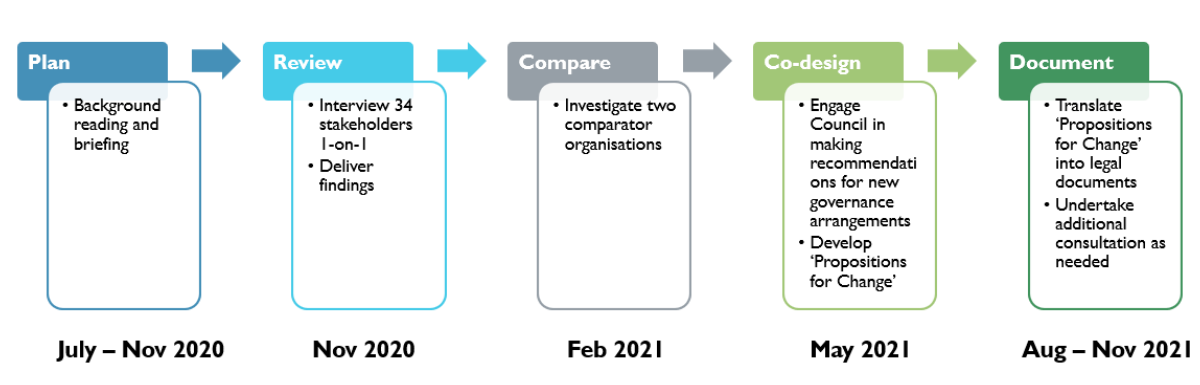 Plan
• Background
reading and
briefing
July – Nov 2020
Review
• Interview 34
stakeholders
1-on-1
• Deliver
findings
Nov 2020
Compare
• Investigate two
comparator
organisations
Feb 2021
Co-design
• Engage
Council in
making
recommendati
ons for new
governance
arrangements
• Develop
‘Propositions
for Change’
May 2021
Document
• Translate
‘Propositions
for Change’
into legal
documents
• Undertake
additional
consultation as
needed
Aug – Nov 2021